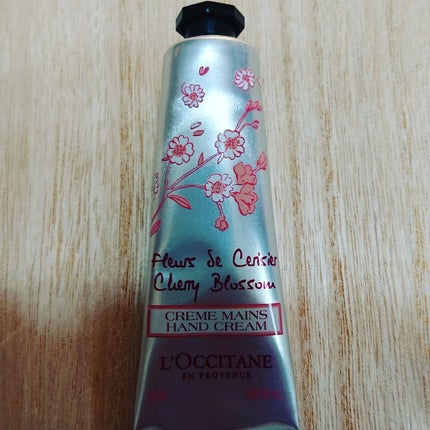 Fleurs de Cerisier
Cherry Blossom
CREME MAINS
HAND CREAM
L'OCCITANE
EN PROVENCE